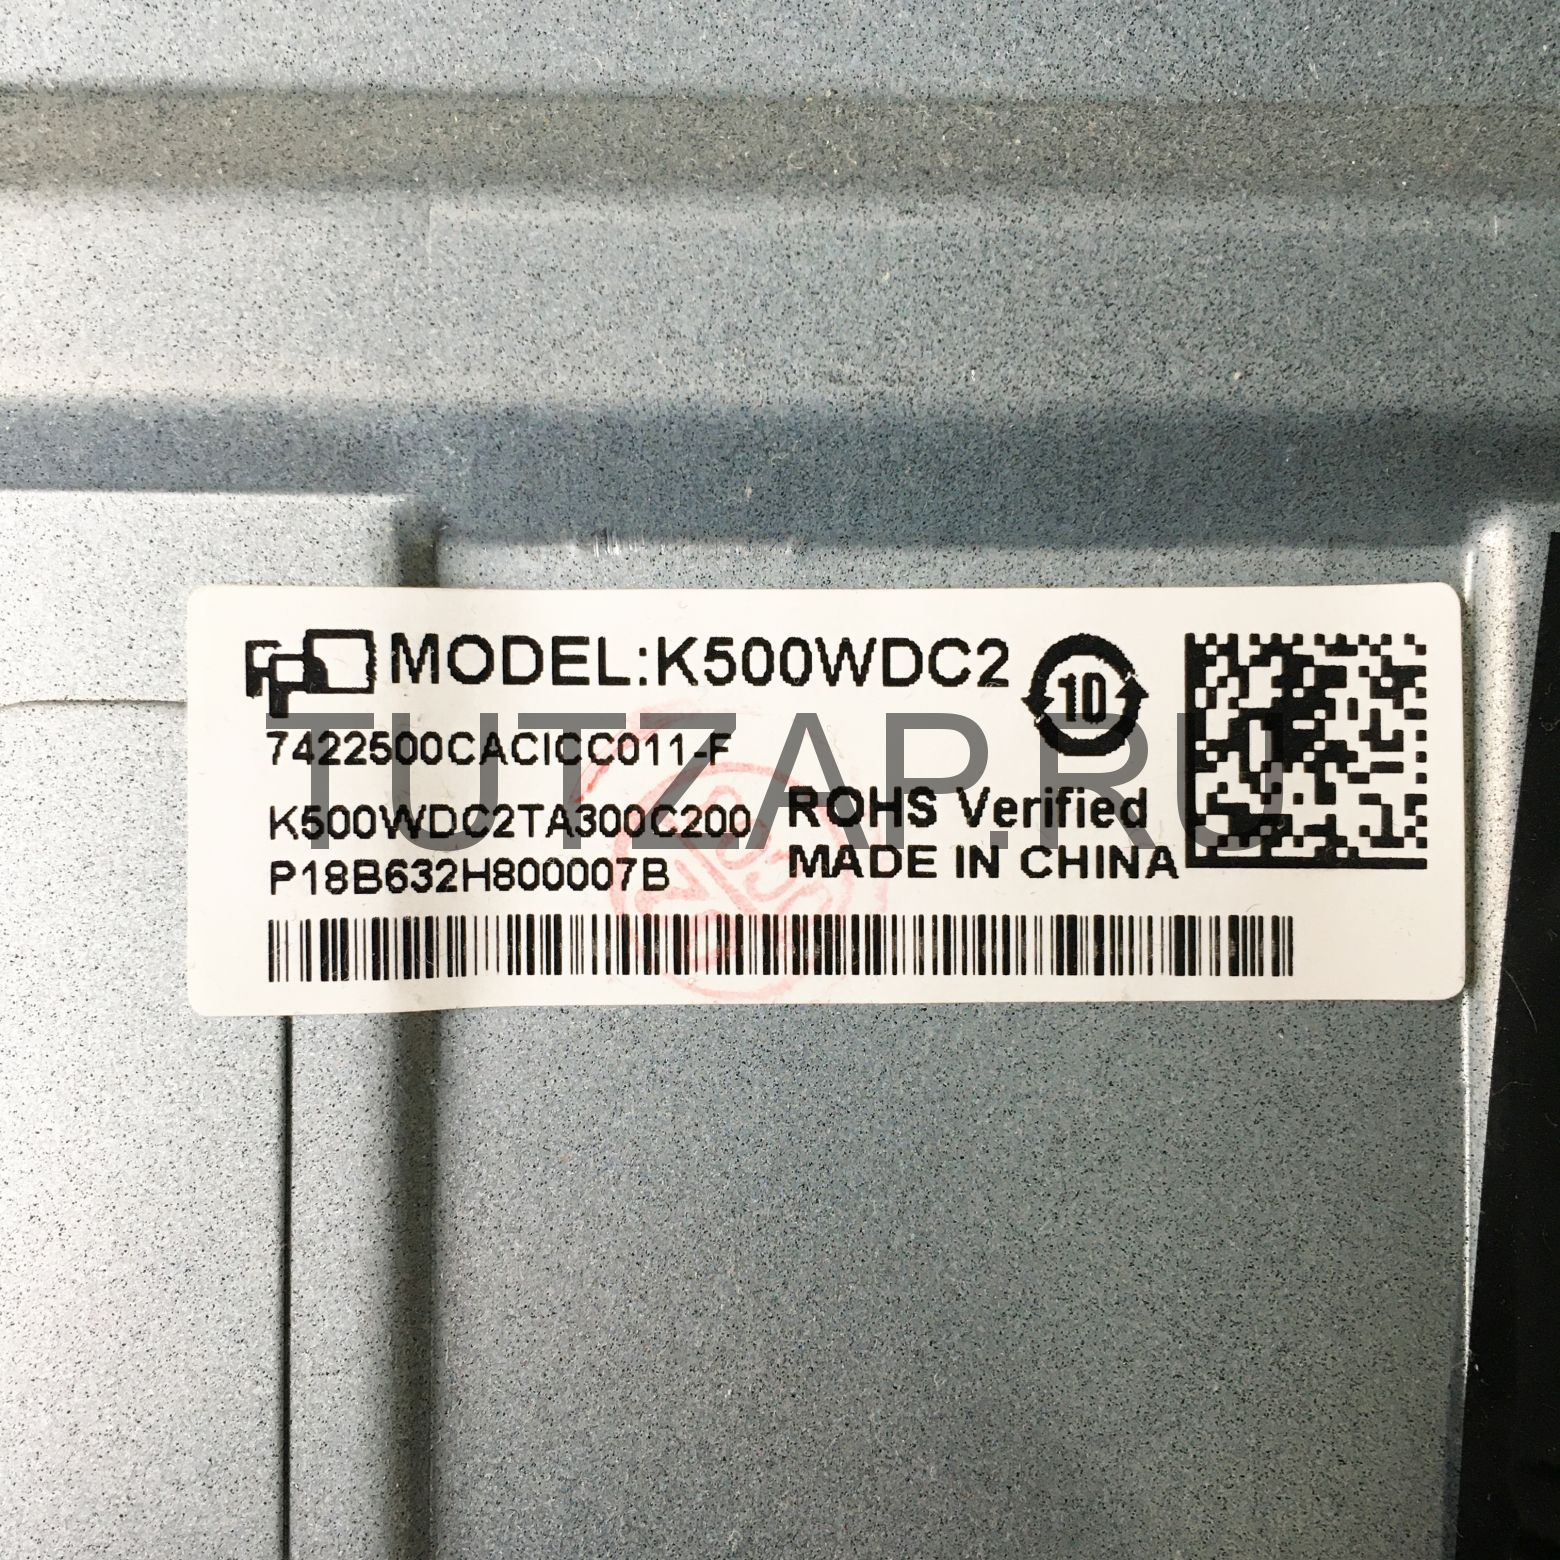 MODEL:K500WDC2
10
7422500CACICC011-F
TUTZAP.RU
K500WDC2TA300C200
ROHS Verified
P18B632H800007B
MADE IN CHINA